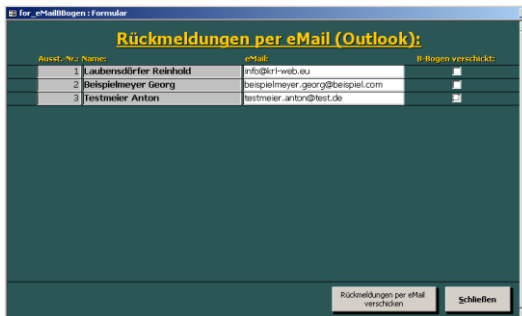 for_eMailBBogen : Formular
Rückmeldungen per eMail (Outlook):
Ausst.-Nr.: Name: eMail: B-Bogen verschickt:
1 Laubensdörfer Reinhold info@krl-web.eu
2 Beispielmeyer Georg beispielmeyer.georg@beispiel.com
3 Testmeier Anton testmeier.anton@test.de
Rückmeldungen per eMail
verschicken
Schließen